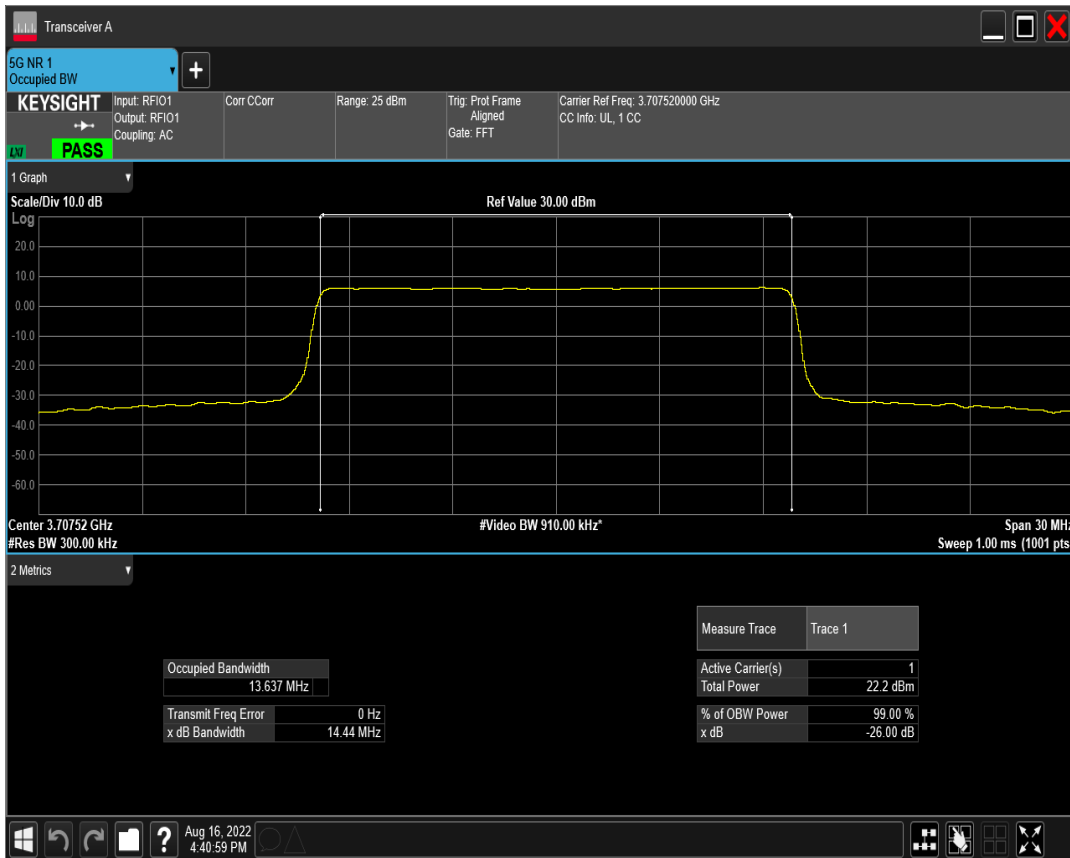 Transceiver A
5G NR 1
Occupied BW
KEYSIGHT
LXI
PASS
Input: RFIO1
Output: RFIO1
Coupling: AC
Corr CCorr
Range: 25 dBm
Trig: Prot Frame
Aligned
Gate: FFT
Carrier Ref Freq: 3.707520000 GHz
CC Info: UL, 1 CC
1 Graph
Scale/Div 10.0 dB
Ref Value 30.00 dBm
Log
20.0
10.0
0.00
-10.0
-20.0
-30.0
-40.0
-50.0
-60.0
Center 3.70752 GHz
#Video BW 910.00 kHz*
Span 30 MHz
#Res BW 300.00 kHz
Sweep 1.00 ms (1001 pts
2 Metrics
Measure Trace Trace 1
Occupied Bandwidth
13.637 MHz
Active Carrier(s) 1
Total Power 22.2 dBm
Transmit Freq Error 0 Hz
x dB Bandwidth 14.44 MHz
% of OBW Power 99.00 %
x dB -26.00 dB
Aug 16, 2022
4:40:59 PM